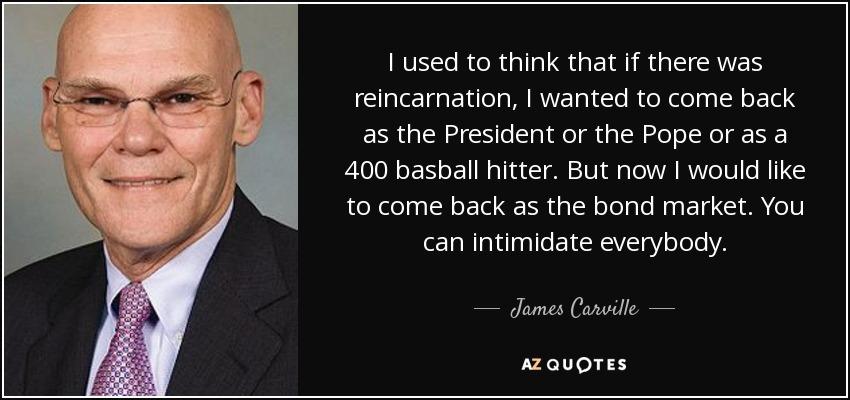 I used to think that if there was
reincarnation, I wanted to come back
as the President or the Pope or as a
400 basball hitter. But now I would like
to come back as the bond market. You
can intimidate everybody.
James Carville
AZ QUOTES